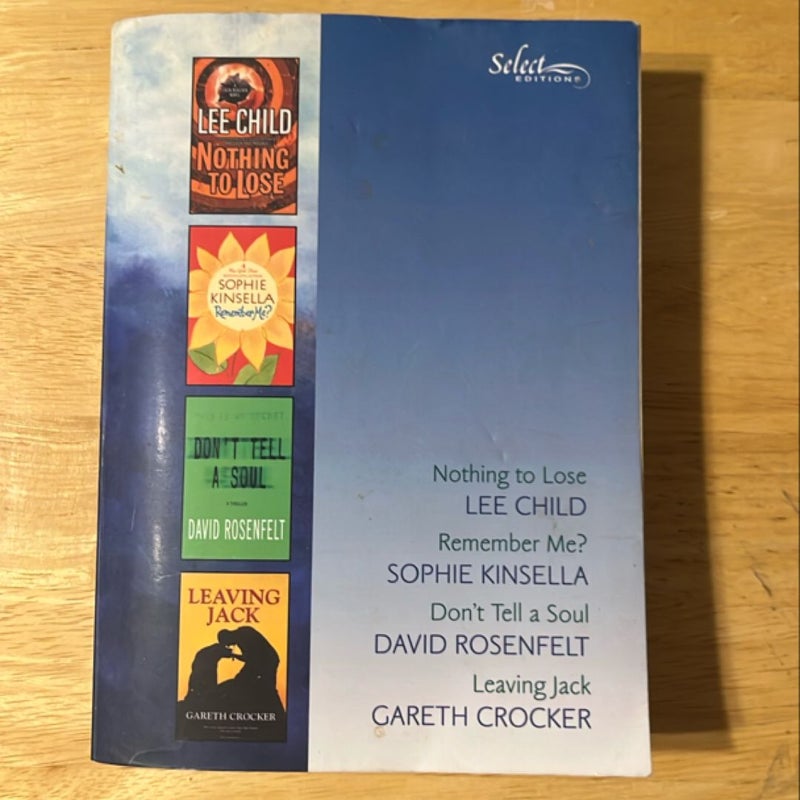 Select
EDITIONS
LEE CHILD
NOTHING
TO LOSE
SOPHIE
KINSELLA
Remember Me?
DON'T TELL
A SOUL
A THRILLER
DAVID ROSENFELT
LEAVING
JACK
GARETH CROCKER
Nothing to Lose
LEE CHILD
Remember Me?
SOPHIE KINSELLA
Don't Tell a Soul
DAVID ROSENFELT
Leaving Jack
GARETH CROCKER